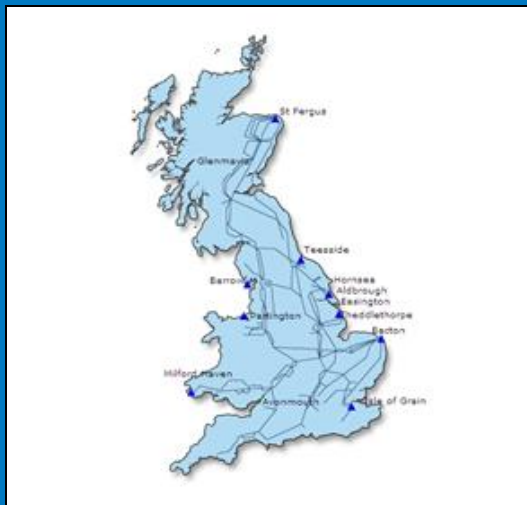 St Fergus
Glenmavis
Teesside
Hornsea
Barrow
Aldbrough
Easington
Theddlethorpe
Partington
Bacton
Milford Haven
Avonmouth
Isle of Grain